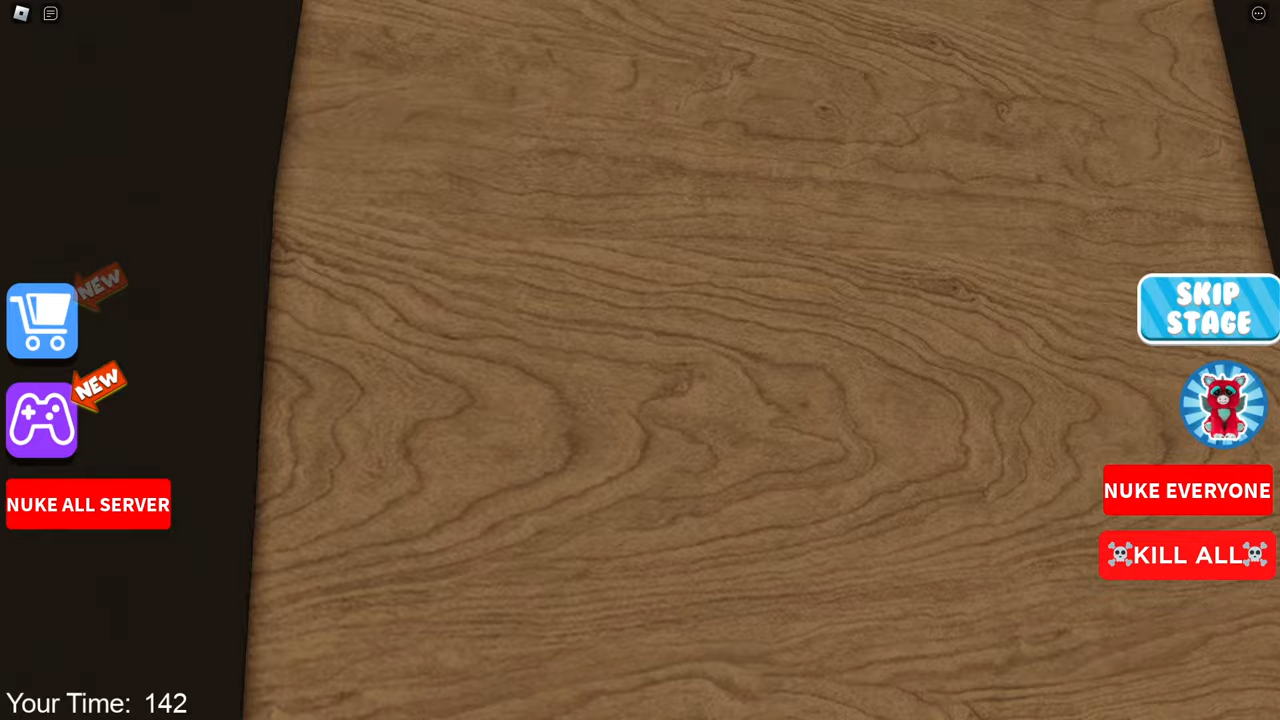 NEW
NEW
NUKE ALL SERVER
SKIP
STAGE
NUKE EVERYONE
☠KILL ALL☠
Your Time: 142